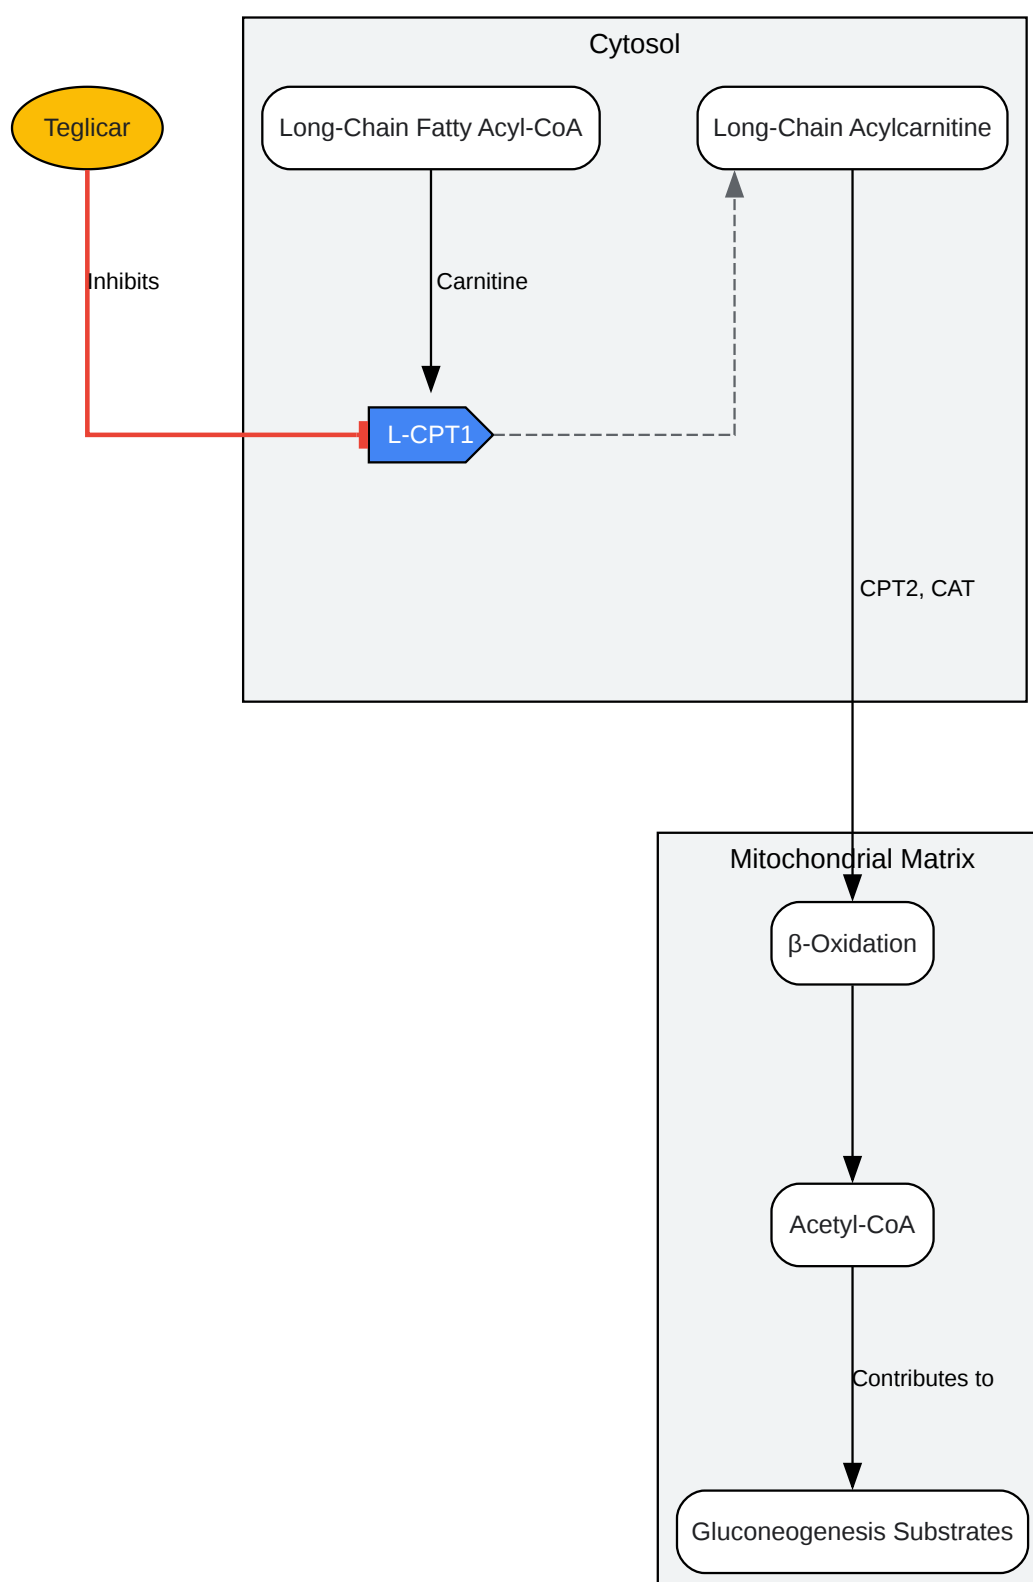 Cytosol
Teglicar
Long-Chain Fatty Acyl-CoA
Long-Chain Acylcarnitine
Inhibits
Carnitine
L-CPT1
CPT2, CAT
Mitochondrial Matrix
β-Oxidation
Acetyl-CoA
Contributes to
Gluconeogenesis Substrates